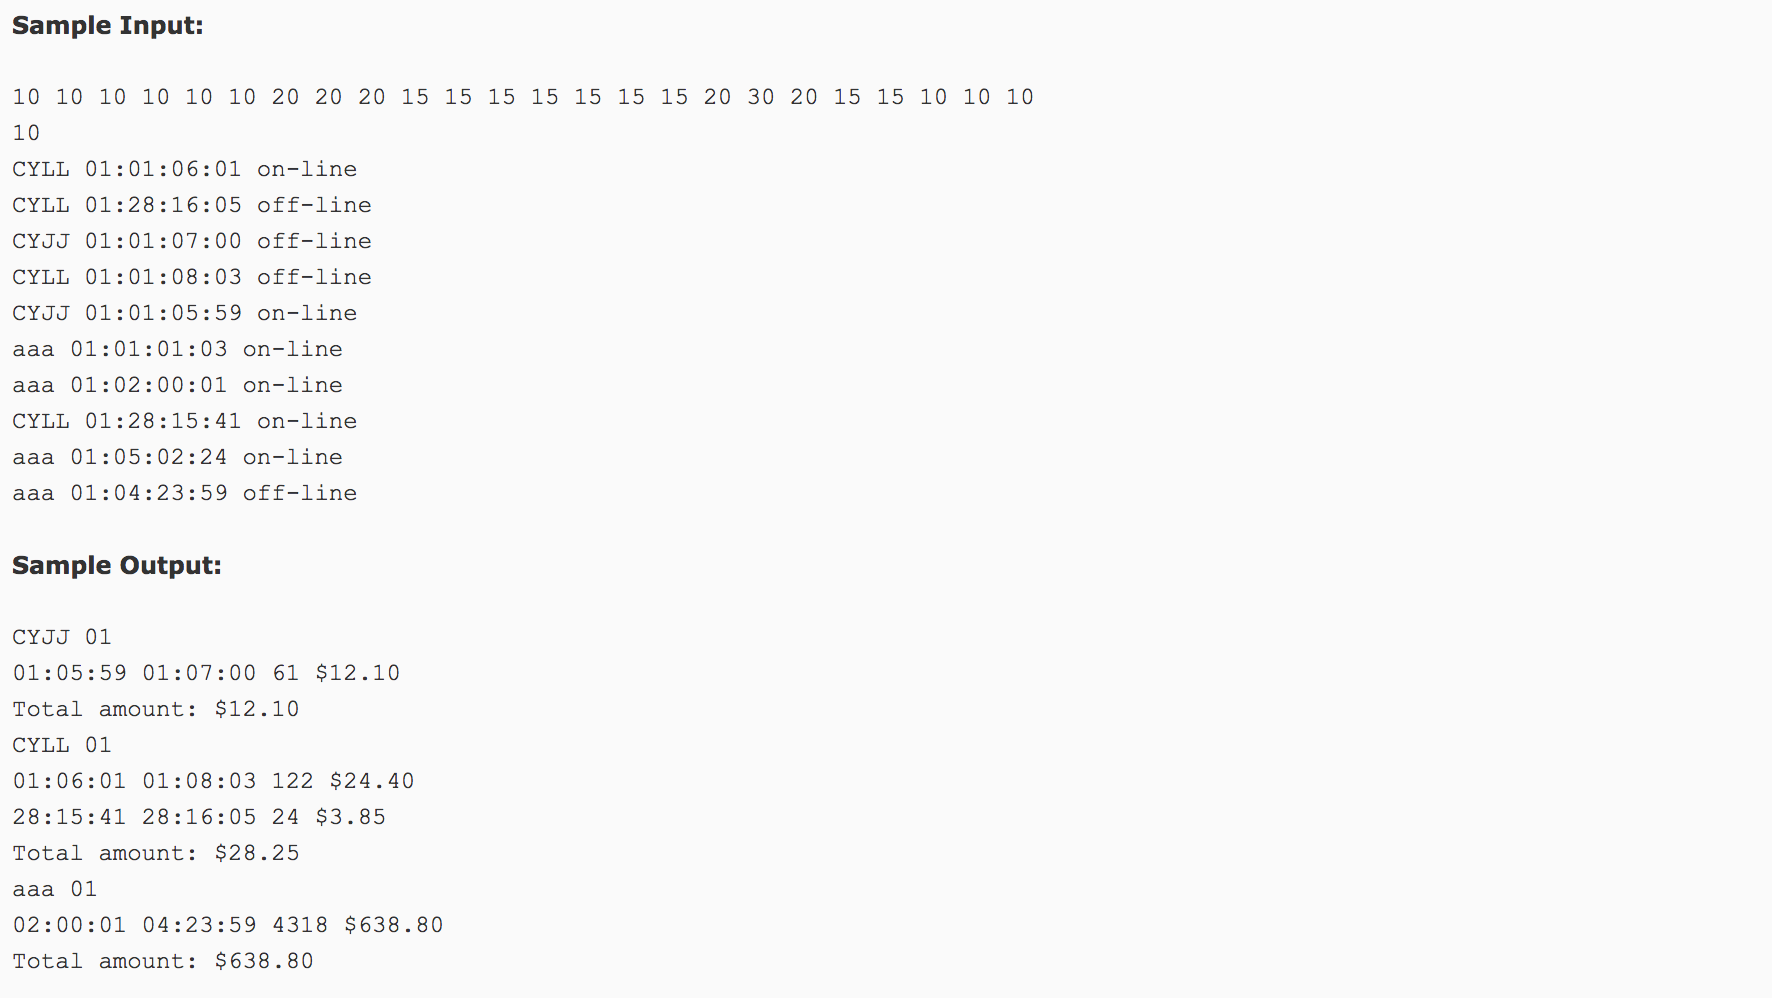 Sample Input:
10 10 10 10 10 10 20 20 20 15 15 15 15 15 15 15 20 30 20 15 15 10 10 10
10
CYLL 01:01:06:01 on-line
CYLL 01:28:16:05 off-line
CYJJ 01:01:07:00 off-line
CYLL 01:01:08:03 off-line
CYJJ 01:01:05:59 on-line
aaa 01:01:01:03 on-line
aaa 01:02:00:01 on-line
CYLL 01:28:15:41 on-line
aaa 01:05:02:24 on-line
aaa 01:04:23:59 off-line
Sample Output:
CYJJ 01
01:05:59 01:07:00 61 $12.10
Total amount: $12.10
CYLL 01
01:06:01 01:08:03 122 $24.40
28:15:41 28:16:05 24 $3.85
Total amount: $28.25
aaa 01
02:00:01 04:23:59 4318 $638.80
Total amount: $638.80